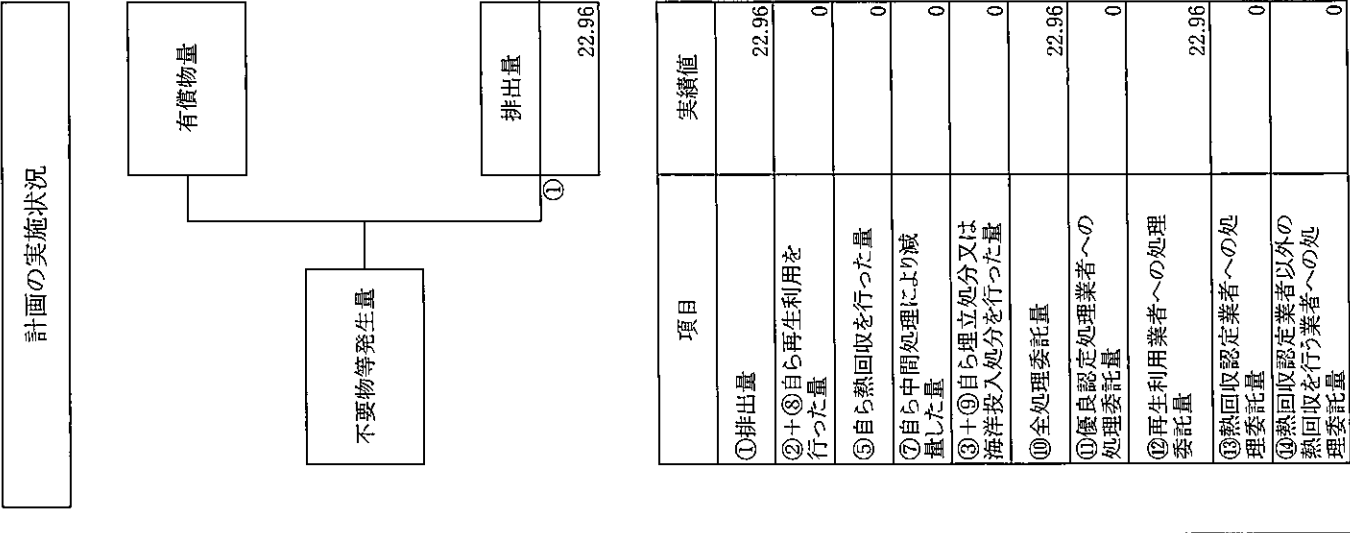 計画の実施状況
不要物等発生量
有償物量
①
排出量
22.96
項目
実績値
①排出量
22.96
②+⑧自ら再生利用を
行った量
0
⑤自ら熱回収を行った量
0
⑦自ら中間処理により減
量した量
0
③+⑨自ら埋立処分又は
海洋投入処分を行った量
0
⑩全処理委託量
22.96
⑪優良認定処理業者への
処理委託量
0
⑫再生利用業者への処理
委託量
22.96
⑬熱回収認定業者への処
理委託量
0
⑭熱回収認定業者以外の
熱回収を行う業者への処
理委託量
0